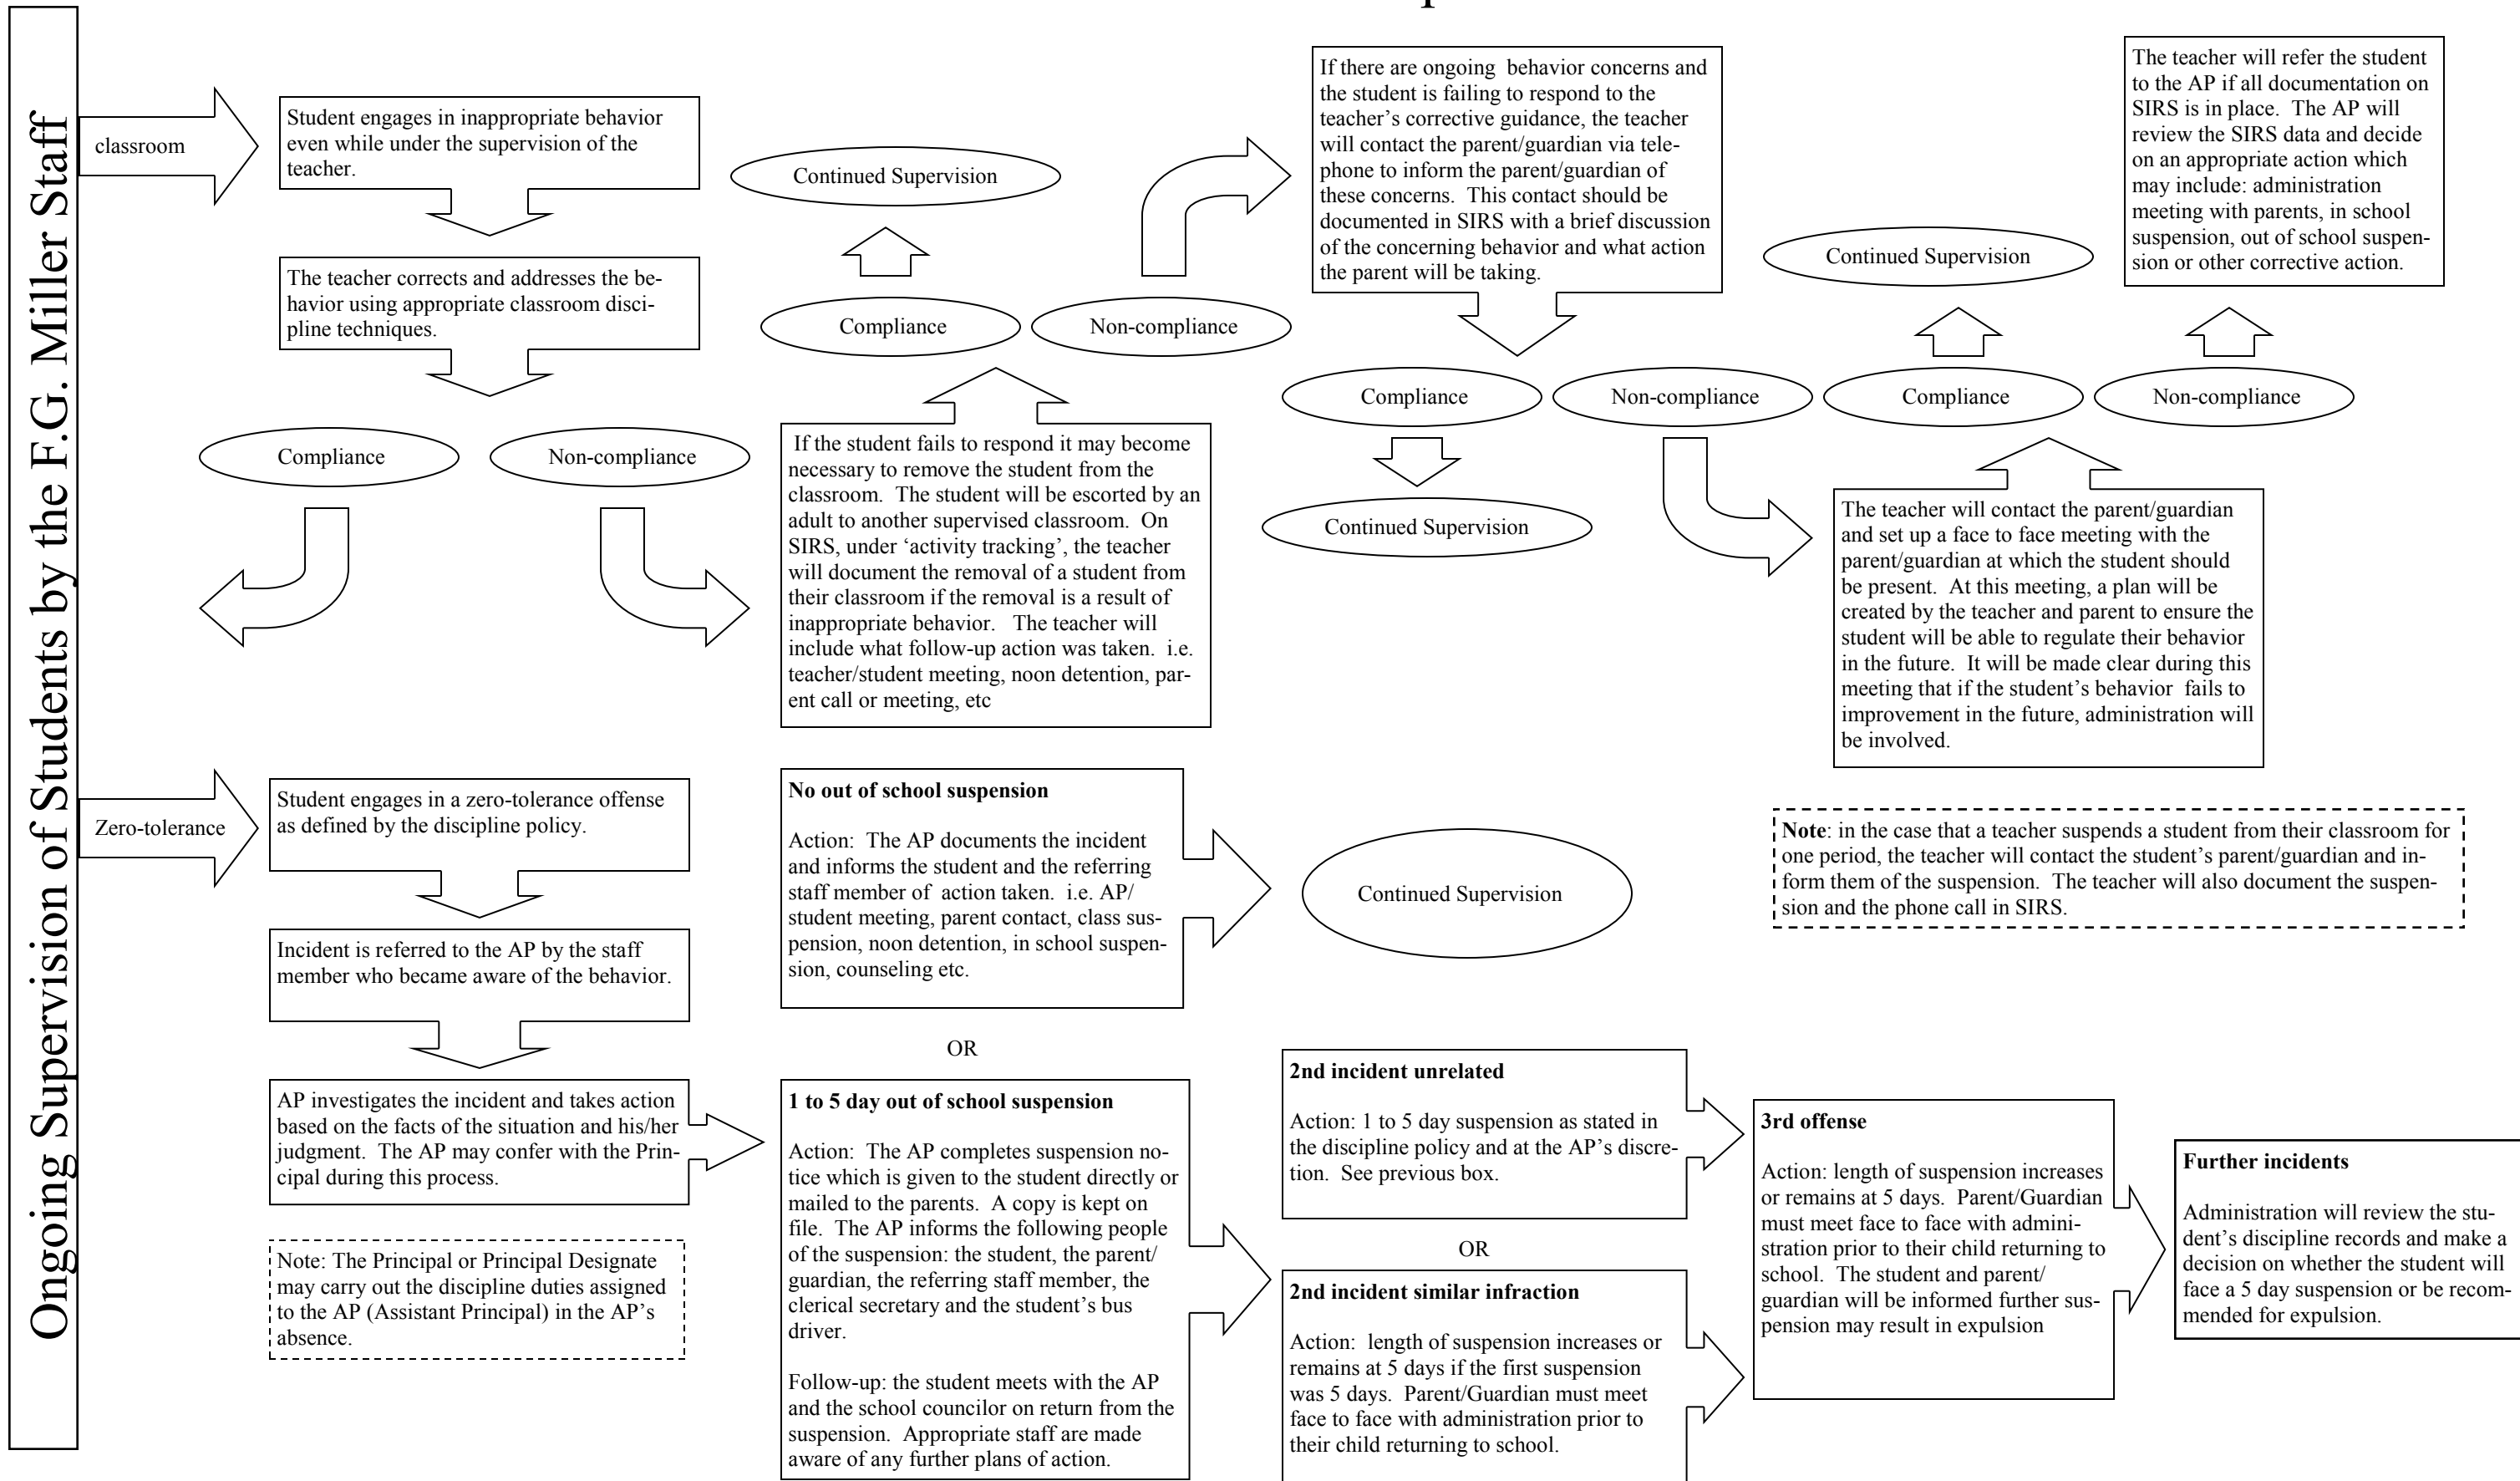 Ongoing Supervision of Students by the F.G. Miller Staff
classroom
Student engages in inappropriate behavior
even while under the supervision of the
teacher.
The teacher corrects and addresses the be-
havior using appropriate classroom disci-
pline techniques.
Compliance
Non-compliance
If the student fails to respond it may become
necessary to remove the student from the
classroom. The student will be escorted by an
adult to another supervised classroom. On
SIRS, under ‘activity tracking’, the teacher
will document the removal of a student from
their classroom if the removal is a result of
inappropriate behavior. The teacher will
include what follow-up action was taken. i.e.
teacher/student meeting, noon detention, par-
ent call or meeting, etc
Compliance
Non-compliance
Continued Supervision
If there are ongoing behavior concerns and
the student is failing to respond to the
teacher’s corrective guidance, the teacher
will contact the parent/guardian via tele-
phone to inform the parent/guardian of
these concerns. This contact should be
documented in SIRS with a brief discussion
of the concerning behavior and what action
the parent will be taking.
Compliance
Non-compliance
Continued Supervision
The teacher will contact the parent/guardian
and set up a face to face meeting with the
parent/guardian at which the student should
be present. At this meeting, a plan will be
created by the teacher and parent to ensure the
student will be able to regulate their behavior
in the future. It will be made clear during this
meeting that if the student’s behavior fails to
improvement in the future, administration will
be involved.
Compliance
Non-compliance
Continued Supervision
The teacher will refer the student
to the AP if all documentation on
SIRS is in place. The AP will
review the SIRS data and decide
on an appropriate action which
may include: administration
meeting with parents, in school
suspension, out of school suspen-
sion or other corrective action.
Zero-tolerance
Student engages in a zero-tolerance offense
as defined by the discipline policy.
Incident is referred to the AP by the staff
member who became aware of the behavior.
AP investigates the incident and takes action
based on the facts of the situation and his/her
judgment. The AP may confer with the Prin-
cipal during this process.
Note: The Principal or Principal Designate
may carry out the discipline duties assigned
to the AP (Assistant Principal) in the AP’s
absence.
No out of school suspension
Action: The AP documents the incident
and informs the student and the referring
staff member of action taken. i.e. AP/
student meeting, parent contact, class sus-
pension, noon detention, in school suspen-
sion, counseling etc.
Continued Supervision
Note: in the case that a teacher suspends a student from their classroom for
one period, the teacher will contact the student’s parent/guardian and in-
form them of the suspension. The teacher will also document the suspen-
sion and the phone call in SIRS.
OR
1 to 5 day out of school suspension
Action: The AP completes suspension no-
tice which is given to the student directly or
mailed to the parents. A copy is kept on
file. The AP informs the following people
of the suspension: the student, the parent/
guardian, the referring staff member, the
clerical secretary and the student’s bus
driver.
Follow-up: the student meets with the AP
and the school councilor on return from the
suspension. Appropriate staff are made
aware of any further plans of action.
2nd incident unrelated
Action: 1 to 5 day suspension as stated in
the discipline policy and at the AP’s discre-
tion. See previous box.
OR
2nd incident similar infraction
Action: length of suspension increases or
remains at 5 days if the first suspension
was 5 days. Parent/Guardian must meet
face to face with administration prior to
their child returning to school.
3rd offense
Action: length of suspension increases
or remains at 5 days. Parent/Guardian
must meet face to face with admini-
stration prior to their child returning to
school. The student and parent/
guardian will be informed further sus-
pension may result in expulsion
Further incidents
Administration will review the stu-
dent’s discipline records and make a
decision on whether the student will
face a 5 day suspension or be recom-
mended for expulsion.